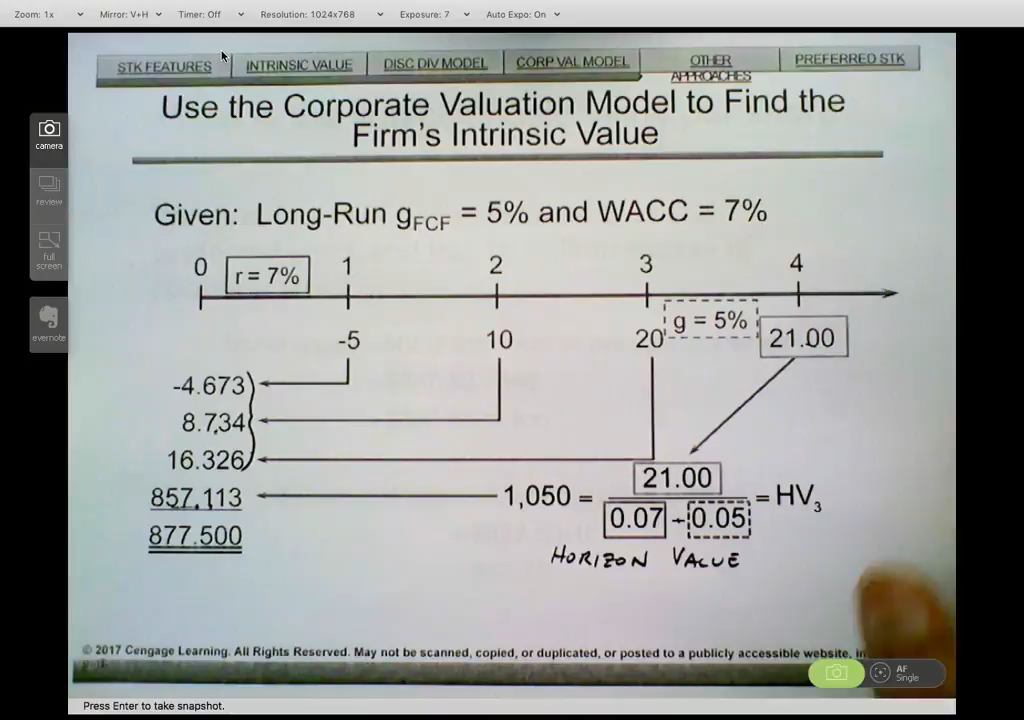 Zoom: 1x Mirror: V+H Timer: Off Resolution: 1024x768 Exposure: 7 Auto Expo: On
STK FEATURES INTRINSIC VALUE DISC DIV MODEL CORP VAL MODEL OTHER APPROACHES PREFERRED STK
Use the Corporate Valuation Model to Find the
Firm's Intrinsic Value
camera
review
full
screen
evernote
Given: Long-Run gFCF = 5% and WACC = 7%
0 r = 7% 1 2 3 4
-5 10 20 g = 5% 21.00
-4.673
8.734
16.326
21.00
857.113 1,050 = = HV3
0.07 - 0.05
877.500
HORIZON VALUE
© 2017 Cengage Learning. All Rights Reserved. May not be scanned, copied, or duplicated, or posted to a publicly accessible website, in
AF
Single
Press Enter to take snapshot.